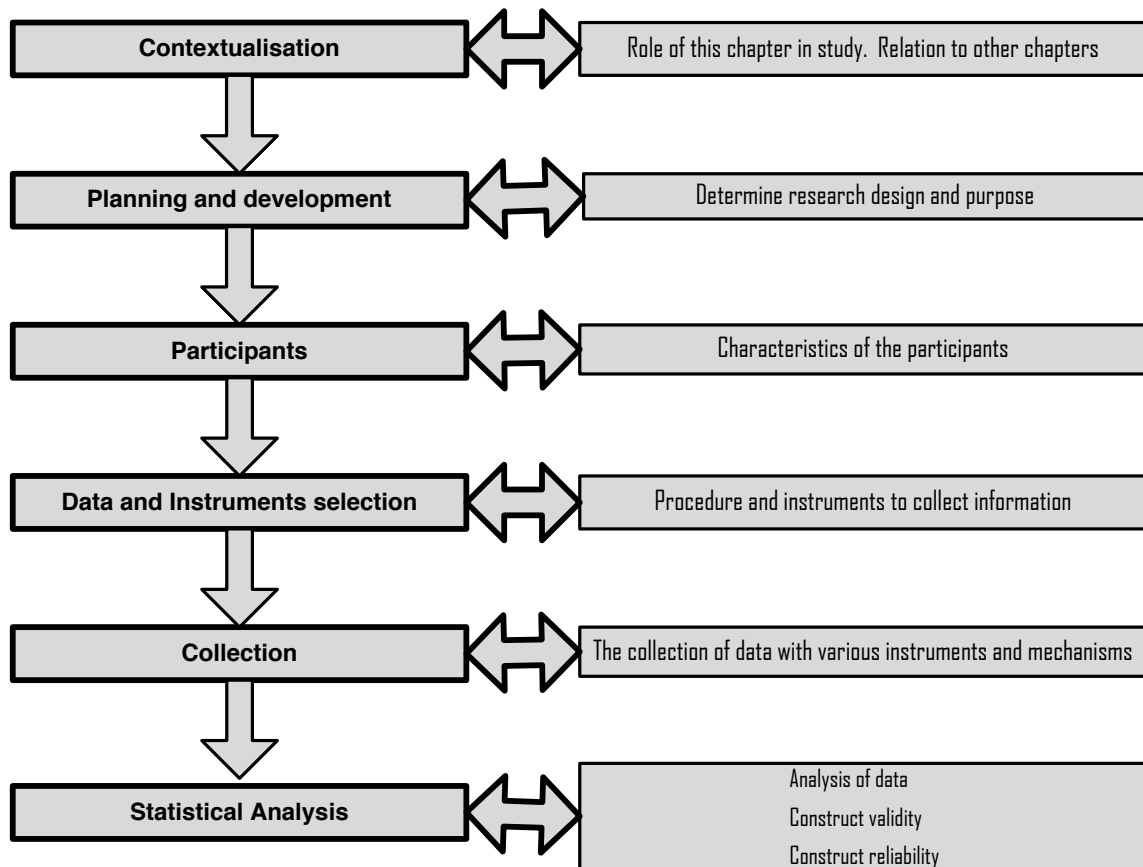 Contextualisation
Role of this chapter in study. Relation to other chapters
Planning and development
Determine research design and purpose
Participants
Characteristics of the participants
Data and Instruments selection
Procedure and instruments to collect information
Collection
The collection of data with various instruments and mechanisms
Statistical Analysis
Analysis of data
Construct validity
Construct reliability